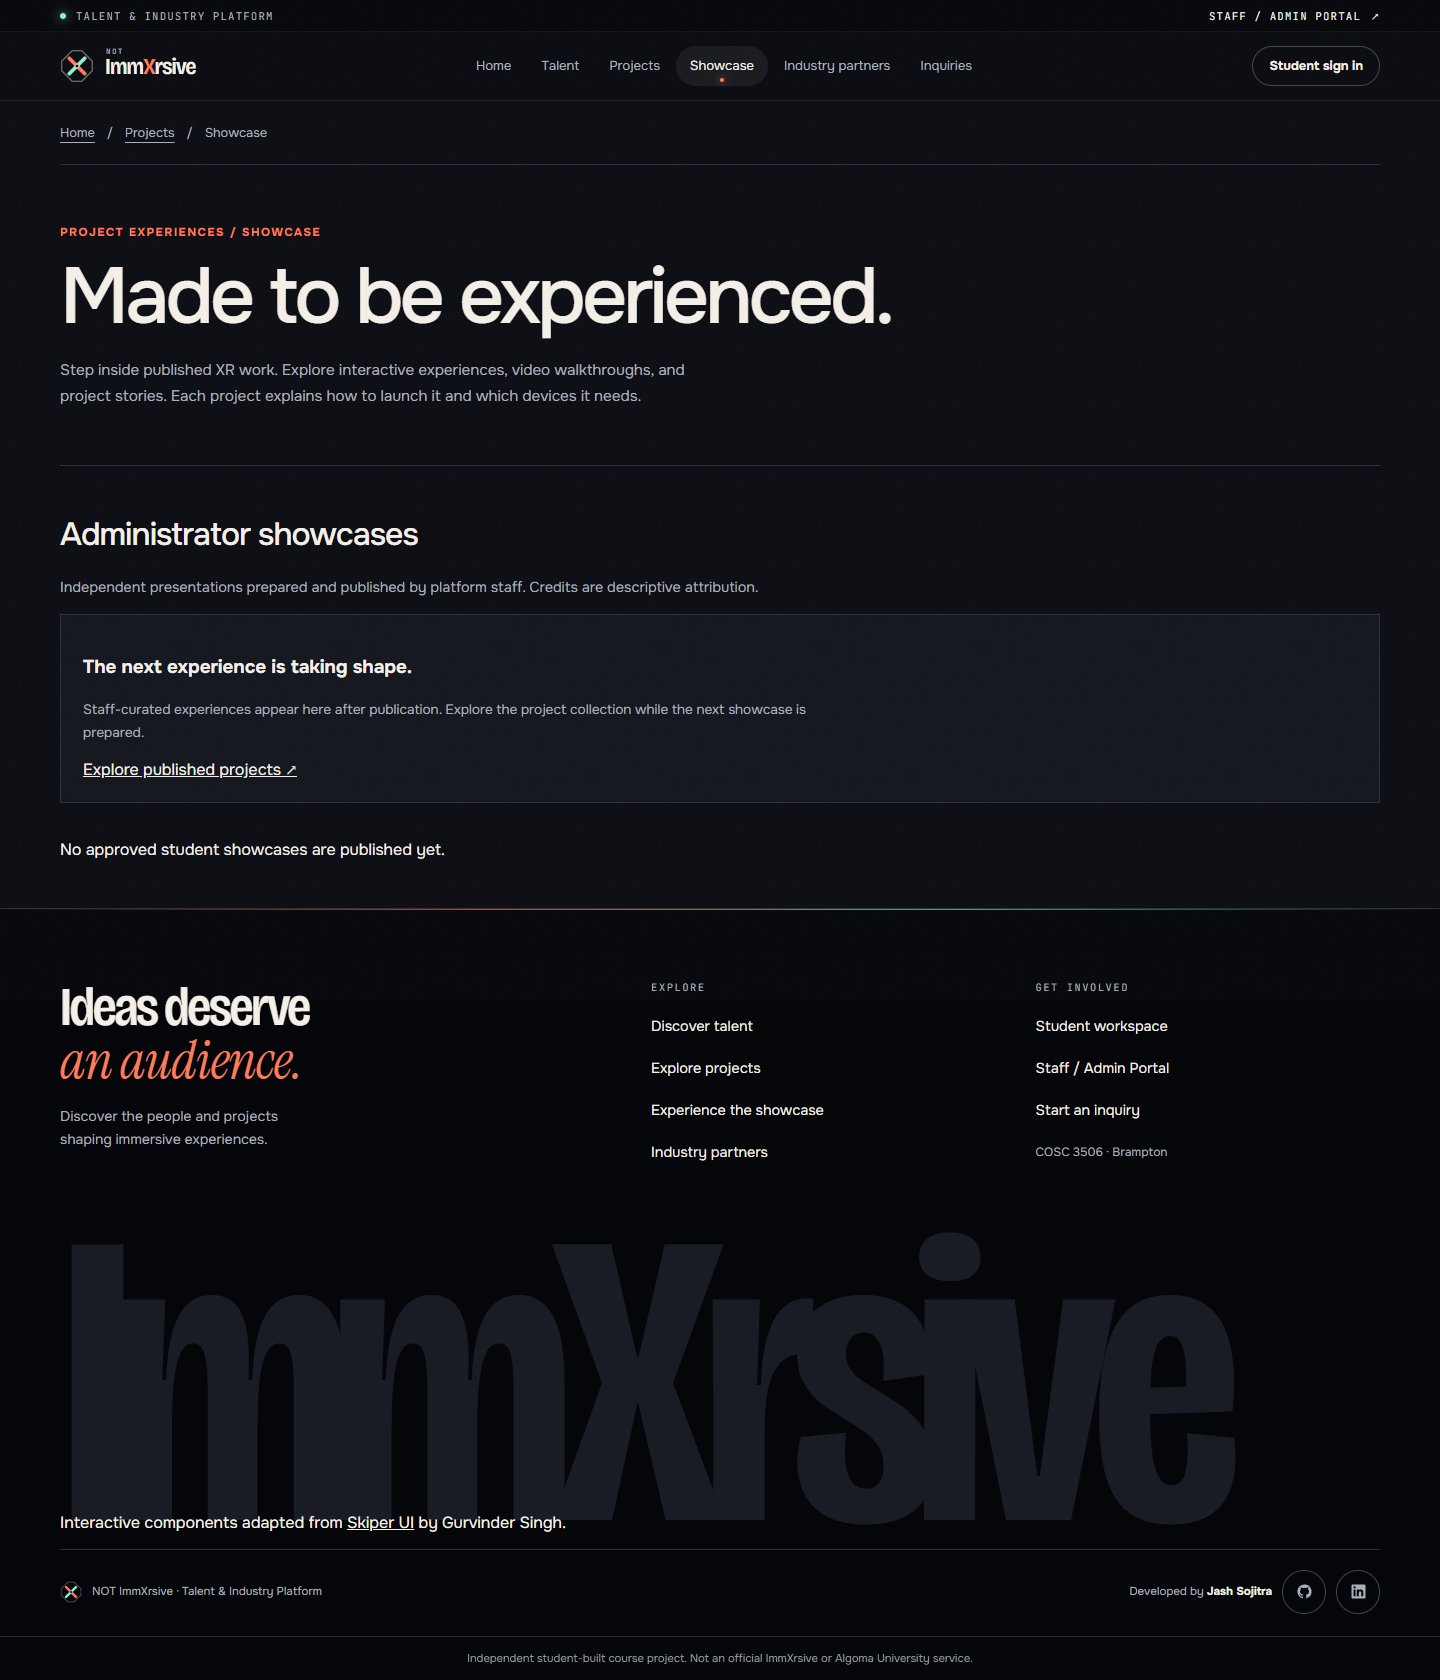 TALENT & INDUSTRY PLATFORM
STAFF / ADMIN PORTAL ↗
NOT
ImmXrsive
Home
Talent
Projects
Showcase
Industry partners
Inquiries
Student sign in
Home / Projects / Showcase
PROJECT EXPERIENCES / SHOWCASE
Made to be experienced.
Step inside published XR work. Explore interactive experiences, video walkthroughs, and
project stories. Each project explains how to launch it and which devices it needs.
Administrator showcases
Independent presentations prepared and published by platform staff. Credits are descriptive attribution.
The next experience is taking shape.
Staff-curated experiences appear here after publication. Explore the project collection while the next showcase is
prepared.
Explore published projects ↗
No approved student showcases are published yet.
Ideas deserve
an audience.
Discover the people and projects
shaping immersive experiences.
EXPLORE
Discover talent
Explore projects
Experience the showcase
Industry partners
GET INVOLVED
Student workspace
Staff / Admin Portal
Start an inquiry
COSC 3506 · Brampton
ImmXrsive
Interactive components adapted from Skiper UI by Gurvinder Singh.
NOT ImmXrsive · Talent & Industry Platform
Developed by Jash Sojitra
Independent student-built course project. Not an official ImmXrsive or Algoma University service.